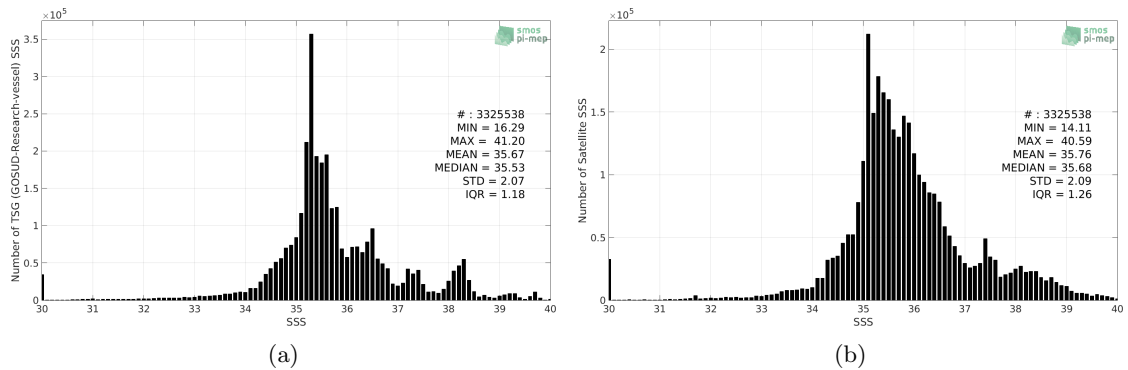 ×10⁵
Number of TSG (GOSUD-Research-vessel) SSS
3.5
3
2.5
2
1.5
1
0.5
0
smos
pi-mep
# : 3325538
MIN = 16.29
MAX = 41.20
MEAN = 35.67
MEDIAN = 35.53
STD = 2.07
IQR = 1.18
30 31 32 33 34 35 36 37 38 39 40
SSS
(a)
×10⁵
Number of Satellite SSS
2
1.5
1
0.5
0
smos
pi-mep
# : 3325538
MIN = 14.11
MAX = 40.59
MEAN = 35.76
MEDIAN = 35.68
STD = 2.09
IQR = 1.26
30 31 32 33 34 35 36 37 38 39 40
SSS
(b)